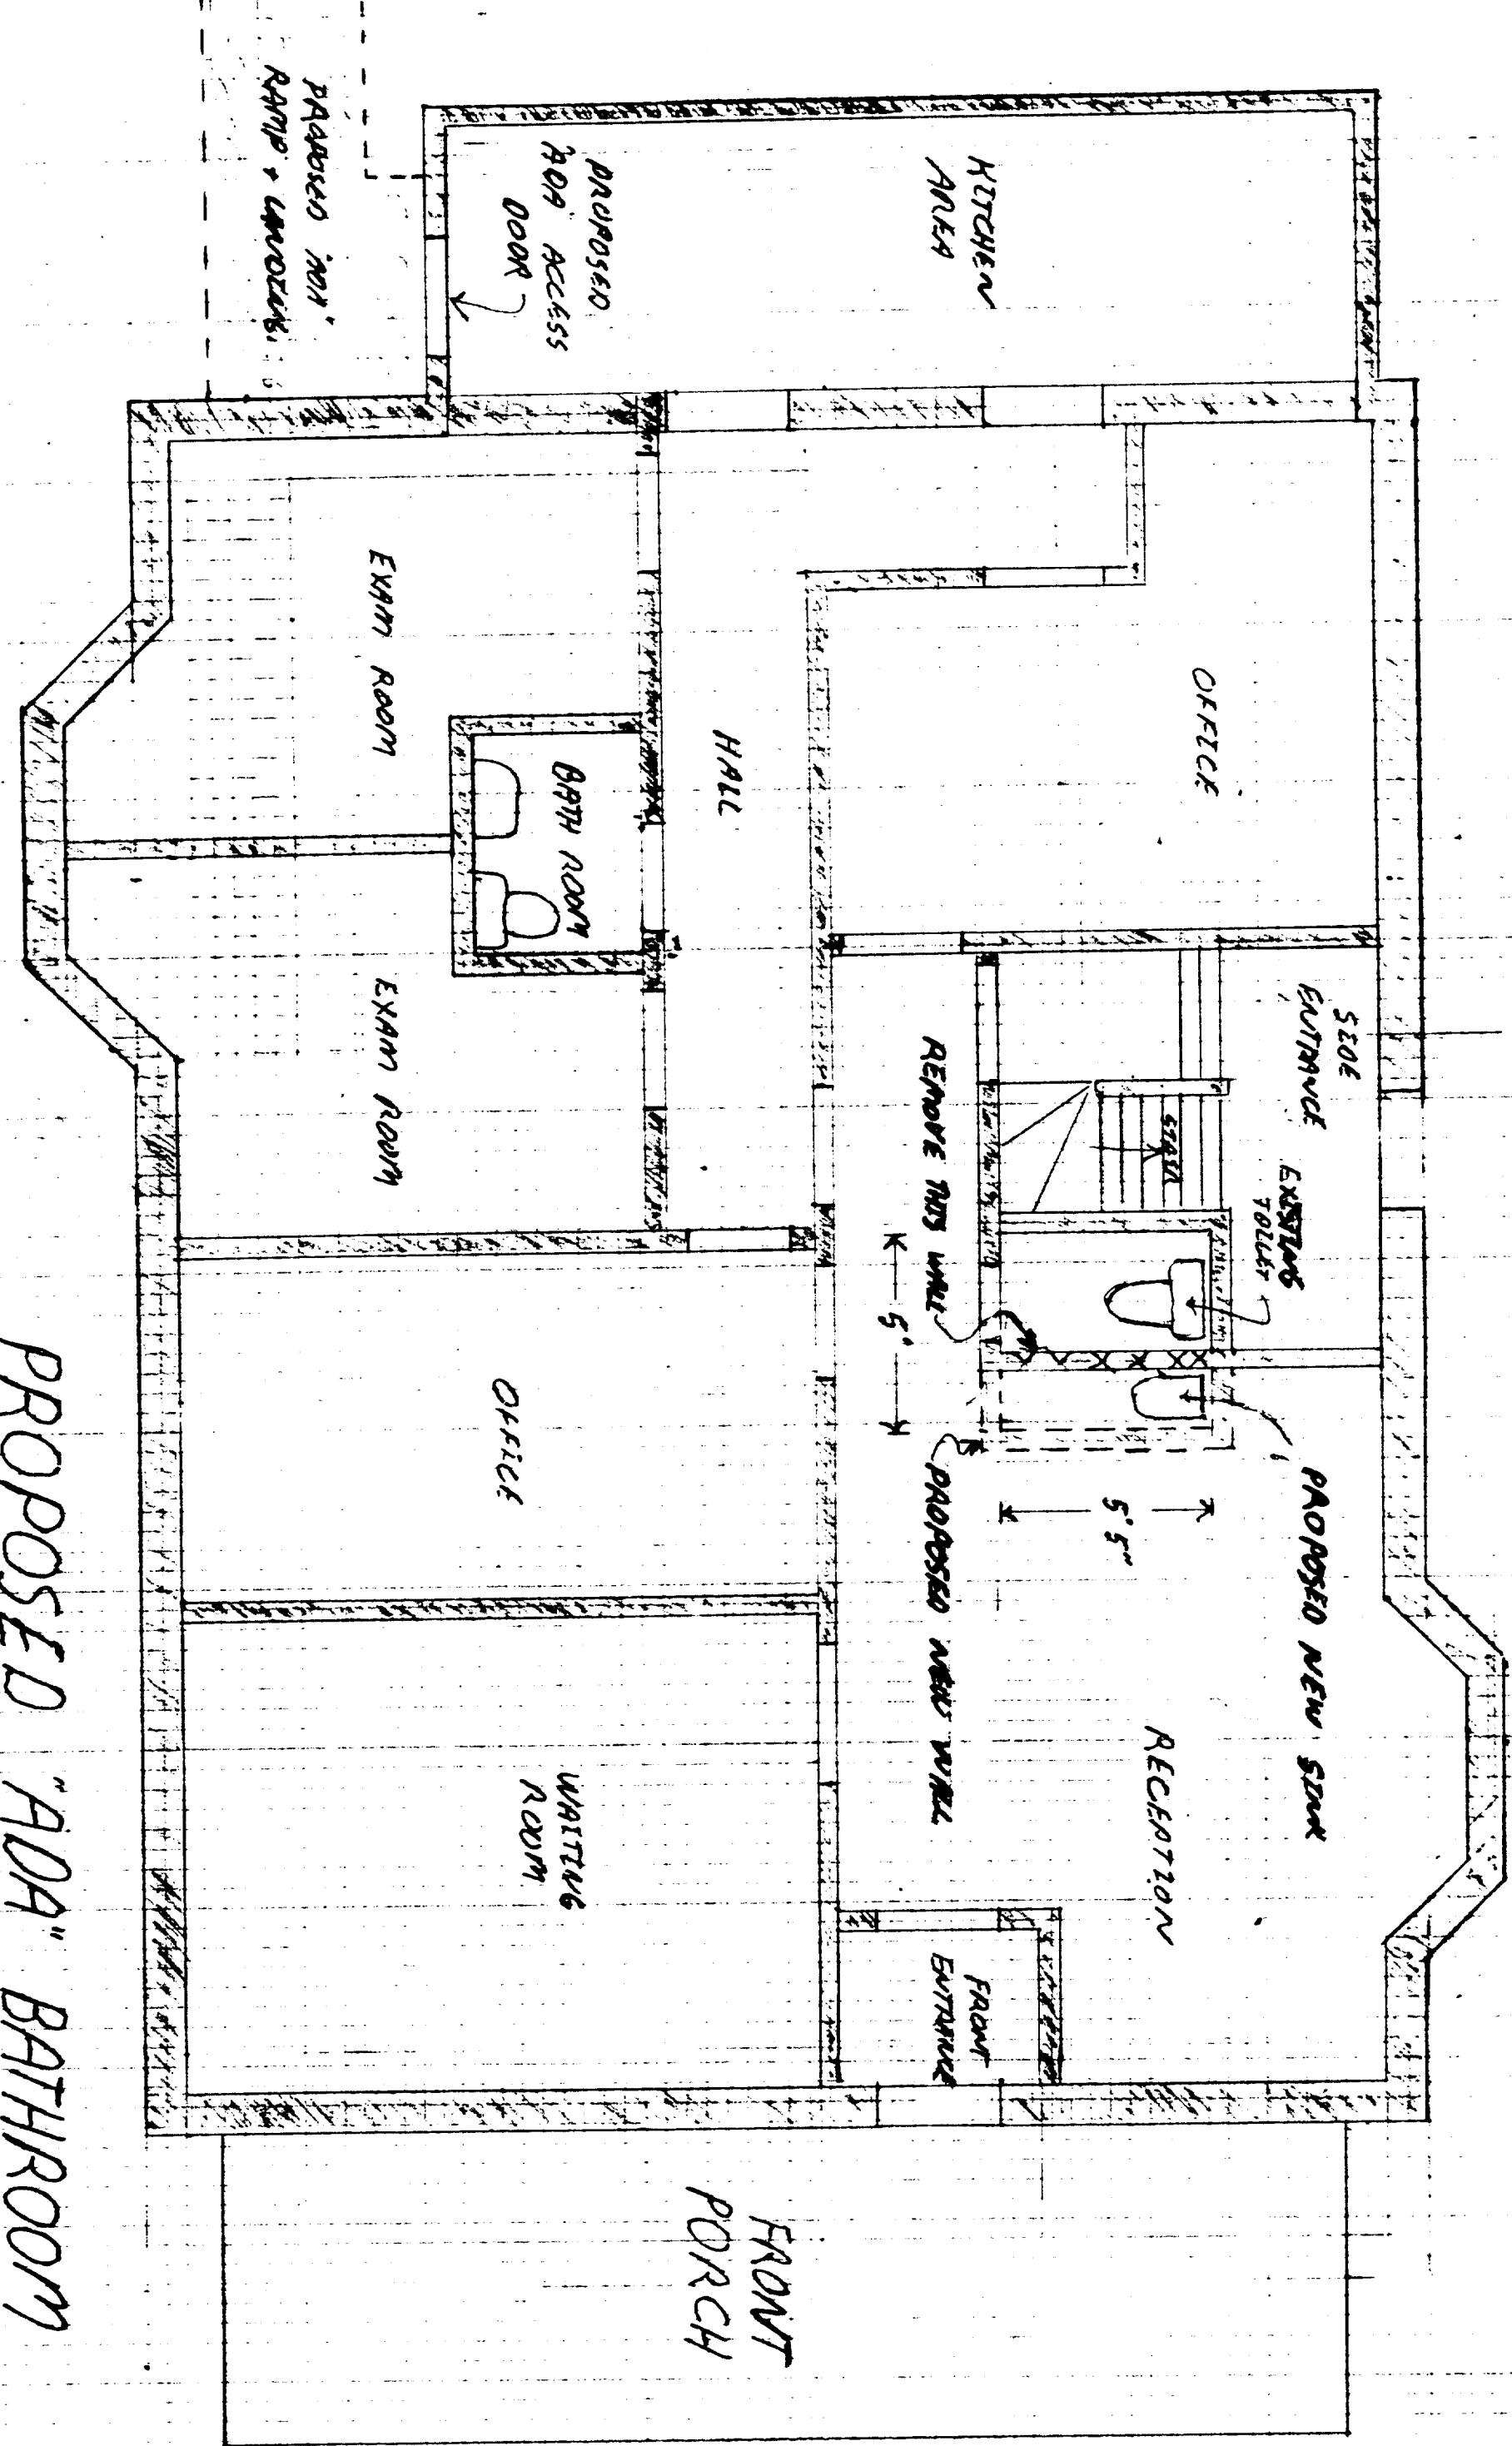 KITCHEN
AREA
PROPOSED
"ADA" ACCESS
DOOR
PROPOSED "ADA"
RAMP + LANDING.
OFFICE
HALL
BATH ROOM
EXAM ROOM
EXAM ROOM
SIDE
ENTRANCE
EXISTING
TOILET
STAIR
REMOVE THIS WALL
5'
5'5"
PROPOSED NEW SINK
PROPOSED NEW WALL
OFFICE
RECEPTION
WAITING
ROOM
FRONT
ENTRANCE
FRONT
PORCH
PROPOSED "ADA" BATHROOM